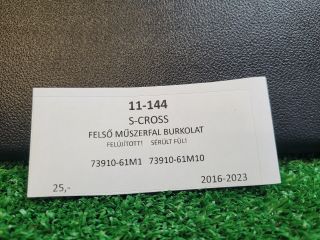 11-144
S-CROSS
FELSŐ MŰSZERFAL BURKOLAT
FELÚJÍTOTT! SÉRÜLT FÜL!
73910-61M1 73910-61M10
25,- 2016-2023